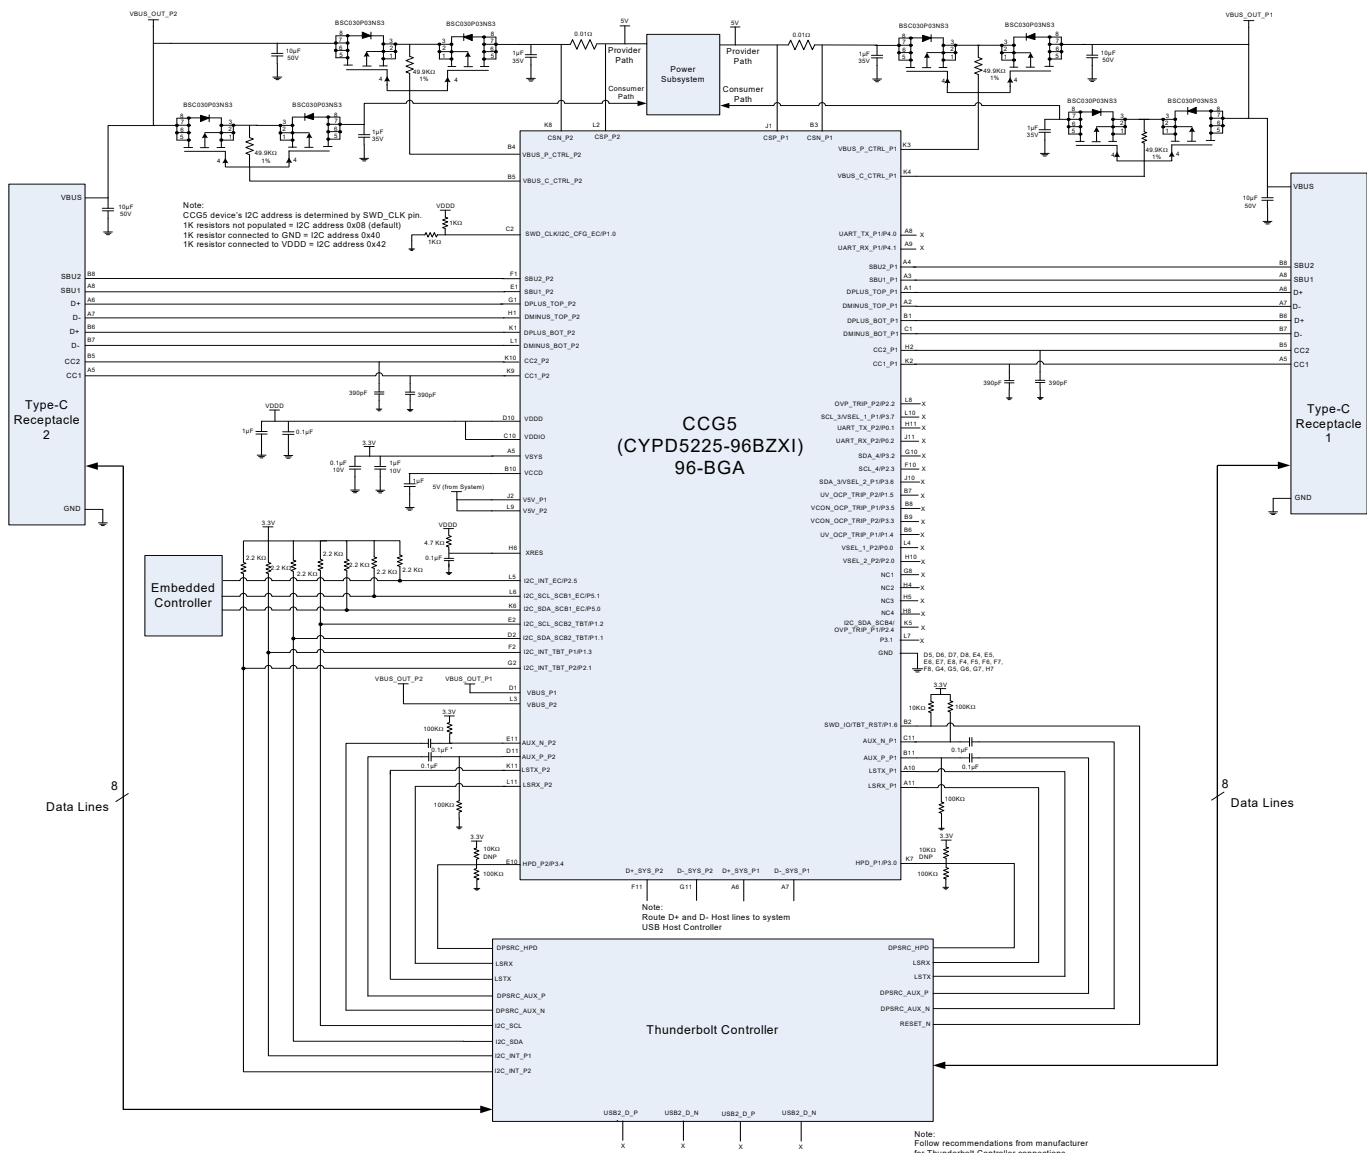 VBUS_OUT_P2
VBUS_OUT_P1
BSC030P03NS3
BSC030P03NS3
BSC030P03NS3
BSC030P03NS3
10µF
50V
49.9KΩ
1%
1µF
35V
0.01Ω
5V
Provider
Path
Consumer
Path
Power
Subsystem
5V
Provider
Path
Consumer
Path
0.01Ω
1µF
35V
49.9KΩ
1%
10µF
50V
BSC030P03NS3
BSC030P03NS3
BSC030P03NS3
BSC030P03NS3
49.9KΩ
1%
1µF
35V
1µF
35V
49.9KΩ
1%
10µF
50V
10µF
50V
K8
CSN_P2
L2
CSP_P2
J1
CSP_P1
B3
CSN_P1
B4
VBUS_P_CTRL_P2
B5
VBUS_C_CTRL_P2
VBUS_P_CTRL_P1
K3
VBUS_C_CTRL_P1
K4
Note:
CCG5 device's I2C address is determined by SWD_CLK pin.
1K resistors not populated = I2C address 0x08 (default)
1K resistor connected to GND = I2C address 0x40
1K resistor connected to VDDD = I2C address 0x42
VDDD
1KΩ
1KΩ
C2
SWD_CLK/I2C_CFG_EC/P1.0
VBUS
SBU2 B8
SBU1 A8
D+ A6
D- A7
D+ B6
D- B7
CC2 B5
CC1 A5
Type-C
Receptacle
2
GND
F1 SBU2_P2
E1 SBU1_P2
G1 DPLUS_TOP_P2
H1 DMINUS_TOP_P2
K1 DPLUS_BOT_P2
L1 DMINUS_BOT_P2
K10 CC2_P2
K9 CC1_P2
390pF
390pF
UART_TX_P1/P4.0 A8 X
UART_RX_P1/P4.1 A9 X
SBU2_P1 A4
SBU1_P1 A3
DPLUS_TOP_P1 A1
DMINUS_TOP_P1 A2
DPLUS_BOT_P1 B1
DMINUS_BOT_P1 C1
CC2_P1 H2
CC1_P1 K2
390pF
390pF
VBUS
B8 SBU2
A8 SBU1
A6 D+
A7 D-
B6 D+
B7 D-
B5 CC2
A5 CC1
Type-C
Receptacle
1
GND
CCG5
(CYPD5225-96BZXI)
96-BGA
VDDD
1µF
0.1µF
D10 VDDD
C10 VDDIO
3.3V
0.1µF
10V
1µF
10V
A5 VSYS
B10 VCCD
1µF
5V (from System)
J2 V5V_P1
L9 V5V_P2
VDDD
4.7 KΩ
0.1µF
H6 XRES
OVP_TRIP_P2/P2.2 L8 X
SCL_3/VSEL_1_P1/P3.7 L10 X
UART_TX_P2/P0.1 H11 X
UART_RX_P2/P0.2 J11 X
SDA_4/P3.2 G10 X
SCL_4/P2.3 F10 X
SDA_3/VSEL_2_P1/P3.6 J10 X
UV_OCP_TRIP_P2/P1.5 B7 X
VCON_OCP_TRIP_P1/P3.5 B8 X
VCON_OCP_TRIP_P2/P3.3 B9 X
UV_OCP_TRIP_P1/P1.4 B6 X
VSEL_1_P2/P0.0 L4 X
VSEL_2_P2/P2.0 H10 X
NC1 G8 X
NC2 H4 X
NC3 H5 X
NC4 H8 X
I2C_SDA_SCB4/
OVP_TRIP_P1/P2.4 K5 X
P3.1 L7 X
GND
D5, D6, D7, D8, E4, E5,
E6, E7, E8, F4, F5, F6, F7,
F8, G4, G5, G6, G7, H7
3.3V
2.2 KΩ
2.2 KΩ
2.2 KΩ
2.2 KΩ
2.2 KΩ
2.2 KΩ
2.2 KΩ
Embedded
Controller
L5 I2C_INT_EC/P2.5
L6 I2C_SCL_SCB1_EC/P5.1
K6 I2C_SDA_SCB1_EC/P5.0
E2 I2C_SCL_SCB2_TBT/P1.2
D2 I2C_SDA_SCB2_TBT/P1.1
F2 I2C_INT_TBT_P1/P1.3
G2 I2C_INT_TBT_P2/P2.1
VBUS_OUT_P2
VBUS_OUT_P1
D1 VBUS_P1
L3 VBUS_P2
3.3V
100KΩ
E11 AUX_N_P2
0.1µF
D11 AUX_P_P2
0.1µF
K11 LSTX_P2
L11 LSRX_P2
100KΩ
3.3V
10KΩ
DNP
100KΩ
E10 HPD_P2/P3.4
3.3V
10KΩ
100KΩ
SWD_IO/TBT_RST/P1.6 B2
AUX_N_P1 C11
0.1µF
AUX_P_P1 B11
0.1µF
LSTX_P1 A10
LSRX_P1 A11
100KΩ
3.3V
10KΩ
DNP
100KΩ
HPD_P1/P3.0 K7
8
Data Lines
8
Data Lines
D+_SYS_P2
D-_SYS_P2
D+_SYS_P1
D-_SYS_P1
F11
G11
A6
A7
Note:
Route D+ and D- Host lines to system
USB Host Controller
DPSRC_HPD
LSRX
LSTX
DPSRC_AUX_P
DPSRC_AUX_N
I2C_SCL
I2C_SDA
I2C_INT_P1
I2C_INT_P2
Thunderbolt Controller
DPSRC_HPD
LSRX
LSTX
DPSRC_AUX_P
DPSRC_AUX_N
RESET_N
USB2_D_P
USB2_D_N
USB2_D_P
USB2_D_N
X
X
X
X
Note:
Follow recommendations from manufacturer
for Thunderbolt Controller connections